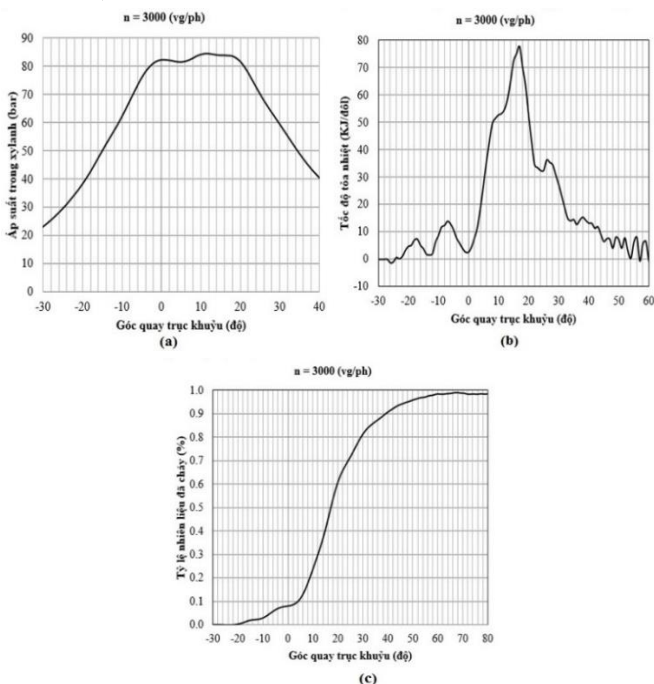 n = 3000 (vg/ph)
Áp suất trong xylanh (bar)
90
80
70
60
50
40
30
20
10
0
-30 -20 -10 0 10 20 30 40
Góc quay trục khuỷu (độ)
(a)
n = 3000 (vg/ph)
Tốc độ tỏa nhiệt (KJ/độ)
80
70
60
50
40
30
20
10
0
-10
-30 -20 -10 0 10 20 30 40 50 60
Góc quay trục khuỷu (độ)
(b)
n = 3000 (vg/ph)
Tỷ lệ nhiên liệu đã cháy (%)
1.0
0.9
0.8
0.7
0.6
0.5
0.4
0.3
0.2
0.1
0.0
-30 -20 -10 0 10 20 30 40 50 60 70 80
Góc quay trục khuỷu (độ)
(c)